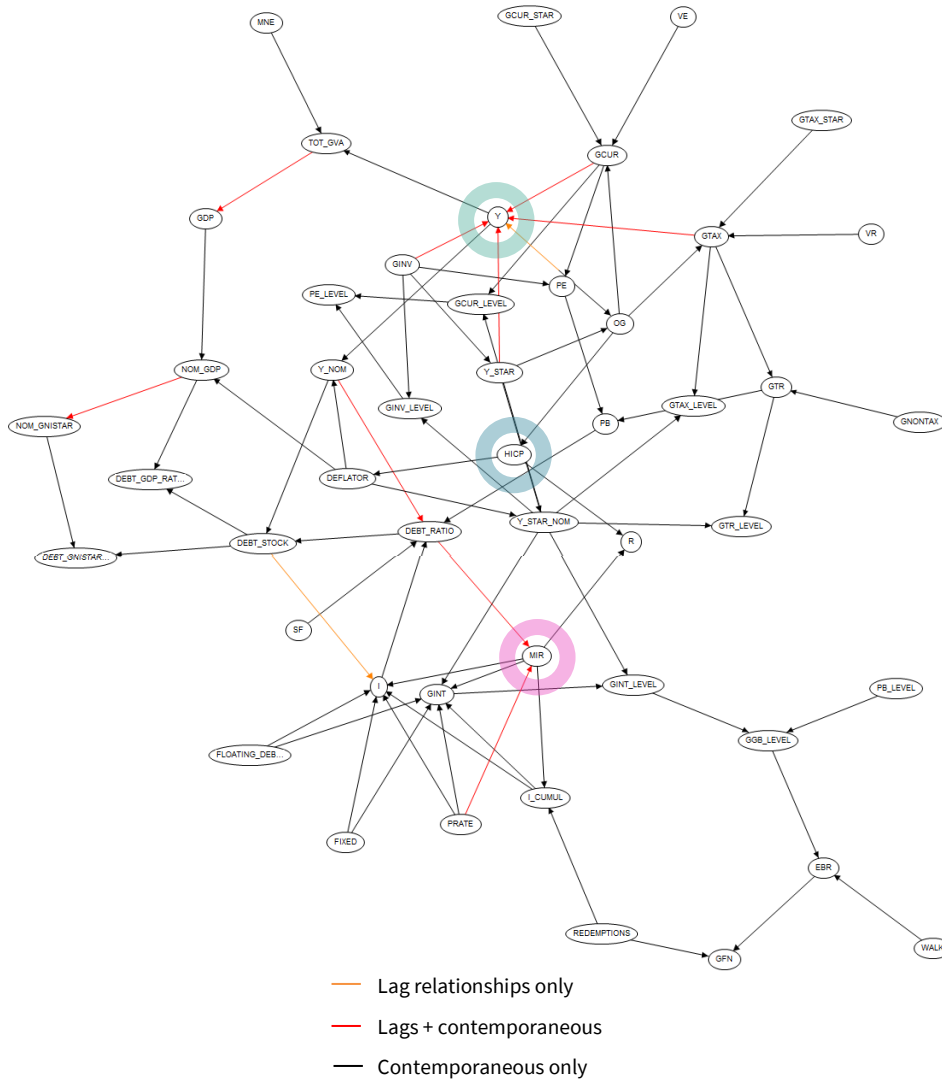 MNE
GCUR_STAR
VE
GTAX_STAR
TOT_GVA
GCUR
GDP
Y
GTAX
VR
GINV
PE
PE_LEVEL
GCUR_LEVEL
OG
NOM_GDP
Y_NOM
Y_STAR
GTR
GINV_LEVEL
GTAX_LEVEL
NOM_GNISTAR
PB
GNONTAX
HICP
DEBT_GDP_RAT...
DEFLATOR
DEBT_RATIO
Y_STAR_NOM
GTR_LEVEL
DEBT_STOCK
R
DEBT_GNISTAR...
SF
MIR
I
GINT
GINT_LEVEL
PB_LEVEL
GGB_LEVEL
FLOATING_DEB...
I_CUMUL
PRATE
FIXED
EBR
REDEMPTIONS
WALK
GFN
Lag relationships only
Lags + contemporaneous
Contemporaneous only